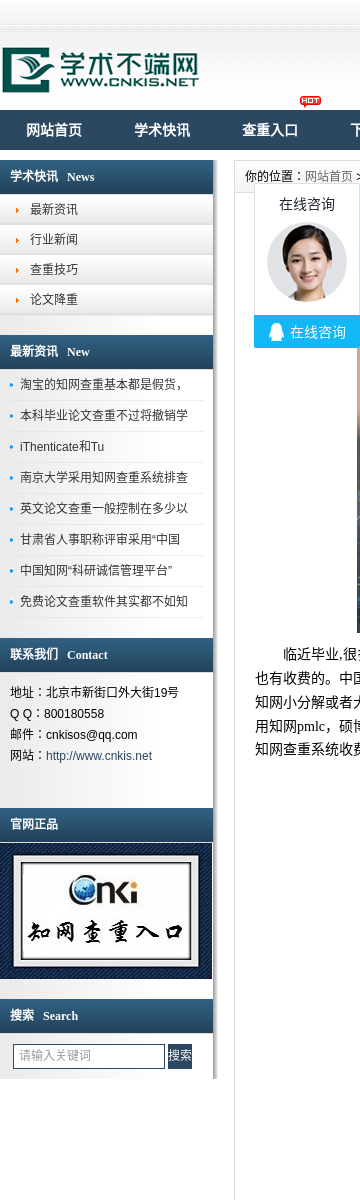 学术不端网
WWW.CNKIS.NET
HOT
网站首页 学术快讯 查重入口 下
学术快讯 News
最新资讯
行业新闻
查重技巧
论文降重
最新资讯 New
淘宝的知网查重基本都是假货，
本科毕业论文查重不过将撤销学
iThenticate和Tu
南京大学采用知网查重系统排查
英文论文查重一般控制在多少以
甘肃省人事职称评审采用“中国
中国知网“科研诚信管理平台”
免费论文查重软件其实都不如知
联系我们 Contact
地址：北京市新街口外大街19号
Q Q：800180558
邮件：cnkisos@qq.com
网站：http://www.cnkis.net
官网正品
Cnki
知网查重入口
搜索 Search
请输入关键词 搜索
你的位置：网站首页 >
在线咨询
在线咨询
临近毕业,很
也有收费的。中国
知网小分解或者大
用知网pmlc，硕博
知网查重系统收费